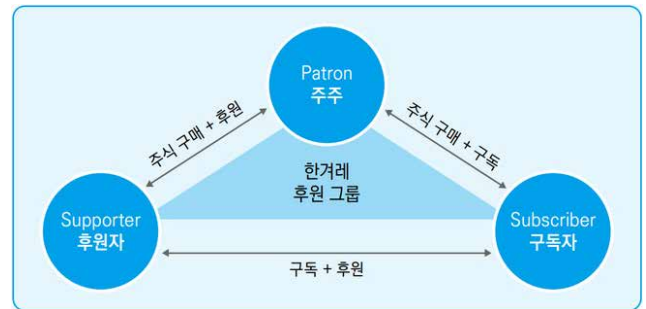 Patron
주주
주식 구매 + 후원
주식 구매 + 구독
한겨레
후원 그룹
Supporter
후원자
Subscriber
구독자
구독 + 후원